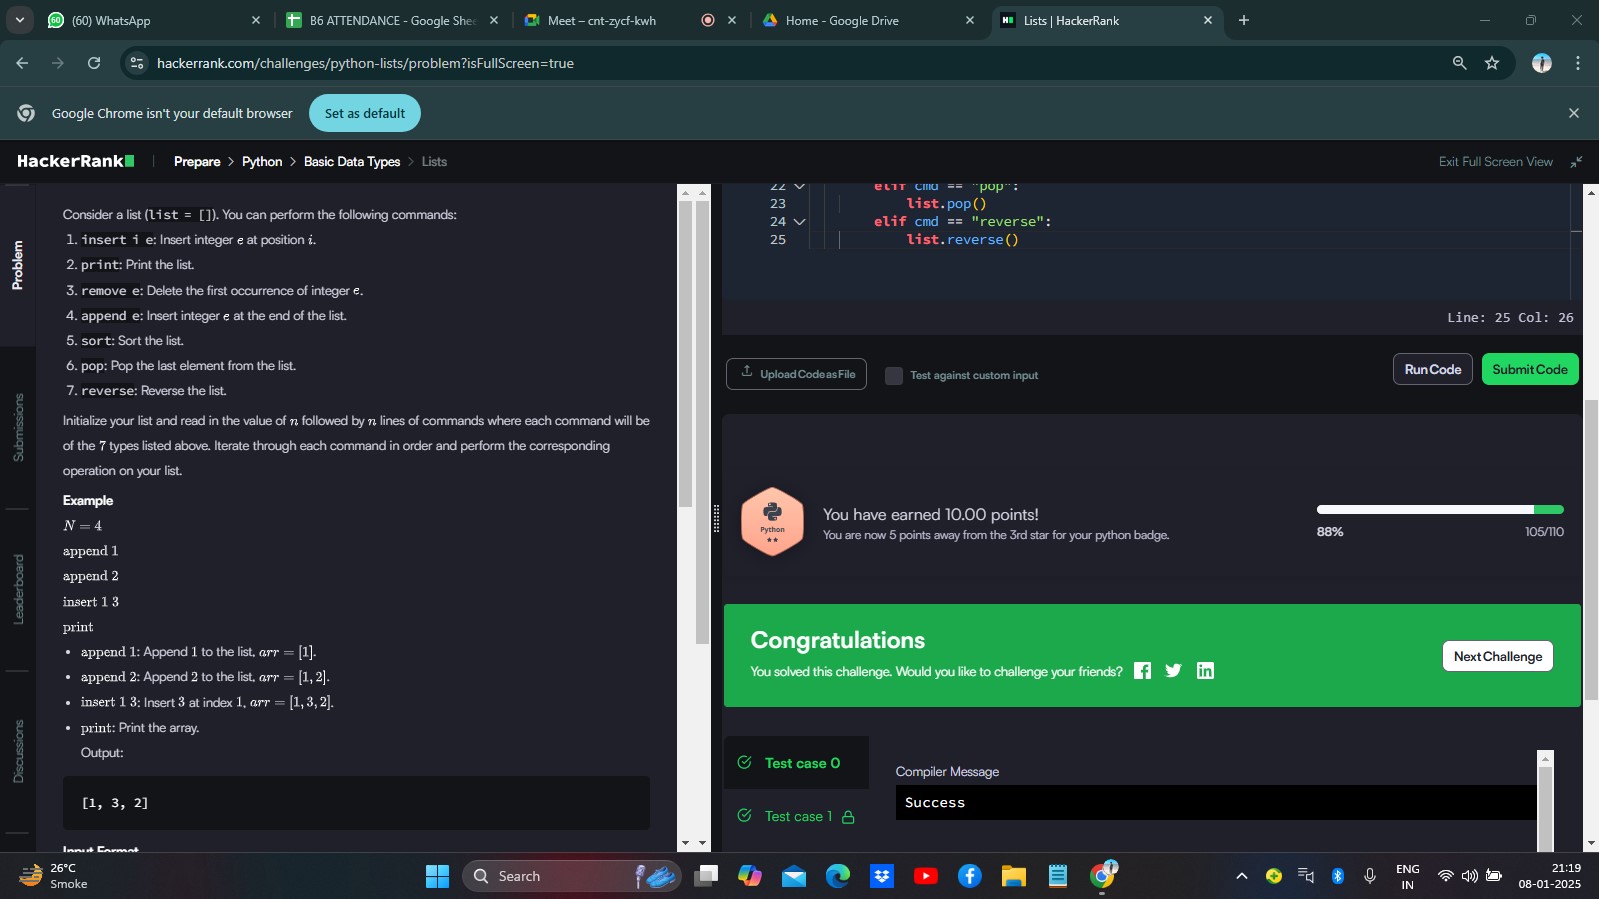 (60) WhatsApp
B6 ATTENDANCE - Google Shee
Meet – cnt-zycf-kwh
Home - Google Drive
Lists | HackerRank
hackerrank.com/challenges/python-lists/problem?isFullScreen=true
Google Chrome isn't your default browser
Set as default
HackerRank
Prepare > Python > Basic Data Types > Lists
Exit Full Screen View
Problem
Submissions
Leaderboard
Discussions
Consider a list (list = []). You can perform the following commands:
1. insert i e: Insert integer e at position i.
2. print: Print the list.
3. remove e: Delete the first occurrence of integer e.
4. append e: Insert integer e at the end of the list.
5. sort: Sort the list.
6. pop: Pop the last element from the list.
7. reverse: Reverse the list.
Initialize your list and read in the value of n followed by n lines of commands where each command will be
of the 7 types listed above. Iterate through each command in order and perform the corresponding
operation on your list.
Example
N = 4
append 1
append 2
insert 1 3
print
• append 1: Append 1 to the list, arr = [1].
• append 2: Append 2 to the list, arr = [1, 2].
• insert 1 3: Insert 3 at index 1, arr = [1, 3, 2].
• print: Print the array.
Output:
[1, 3, 2]
Input Format
22 elif cmd == "pop":
23 list.pop()
24 elif cmd == "reverse":
25 list.reverse()
Line: 25 Col: 26
Upload Code as File
Test against custom input
Run Code
Submit Code
Python
You have earned 10.00 points!
You are now 5 points away from the 3rd star for your python badge.
88%
105/110
Congratulations
You solved this challenge. Would you like to challenge your friends?
Next Challenge
Test case 0
Test case 1
Compiler Message
Success
26°C
Smoke
Search
ENG
IN
21:19
08-01-2025